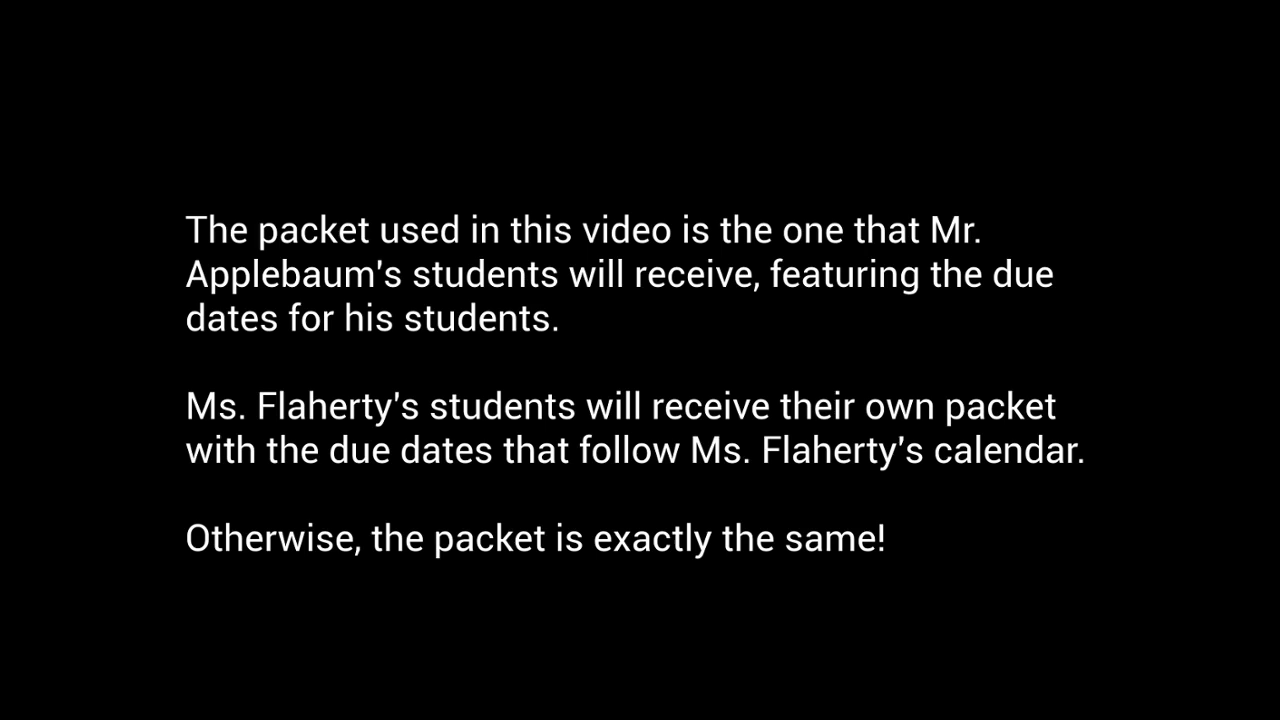 The packet used in this video is the one that Mr.
Applebaum's students will receive, featuring the due
dates for his students.
Ms. Flaherty's students will receive their own packet
with the due dates that follow Ms. Flaherty's calendar.
Otherwise, the packet is exactly the same!